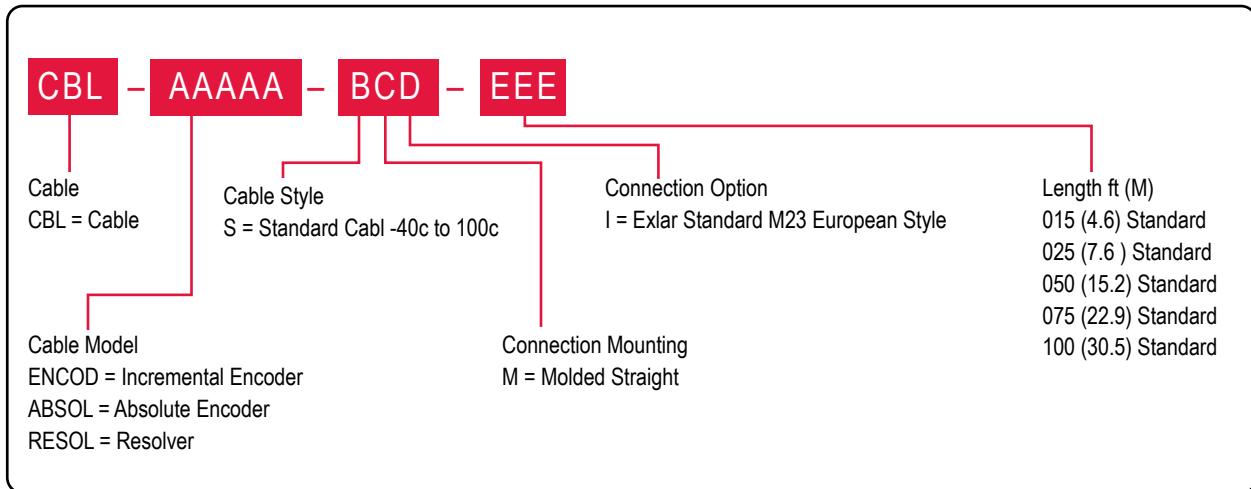 CBL – AAAAA – BCD – EEE
Cable
CBL = Cable
Cable Style
S = Standard Cabl -40c to 100c
Connection Option
I = Exlar Standard M23 European Style
Length ft (M)
015 (4.6) Standard
025 (7.6 ) Standard
050 (15.2) Standard
075 (22.9) Standard
100 (30.5) Standard
Cable Model
ENCOD = Incremental Encoder
ABSOL = Absolute Encoder
RESOL = Resolver
Connection Mounting
M = Molded Straight